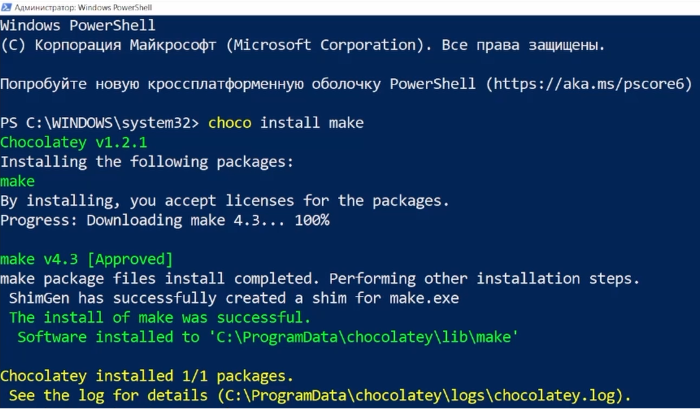 Администратор: Windows PowerShell
Windows PowerShell
(C) Корпорация Майкрософт (Microsoft Corporation). Все права защищены.
Попробуйте новую кроссплатформенную оболочку PowerShell (https://aka.ms/pscore6)
PS C:\WINDOWS\system32> choco install make
Chocolatey v1.2.1
Installing the following packages:
make
By installing, you accept licenses for the packages.
Progress: Downloading make 4.3... 100%
make v4.3 [Approved]
make package files install completed. Performing other installation steps.
ShimGen has successfully created a shim for make.exe
The install of make was successful.
Software installed to 'C:\ProgramData\chocolatey\lib\make'
Chocolatey installed 1/1 packages.
See the log for details (C:\ProgramData\chocolatey\logs\chocolatey.log).